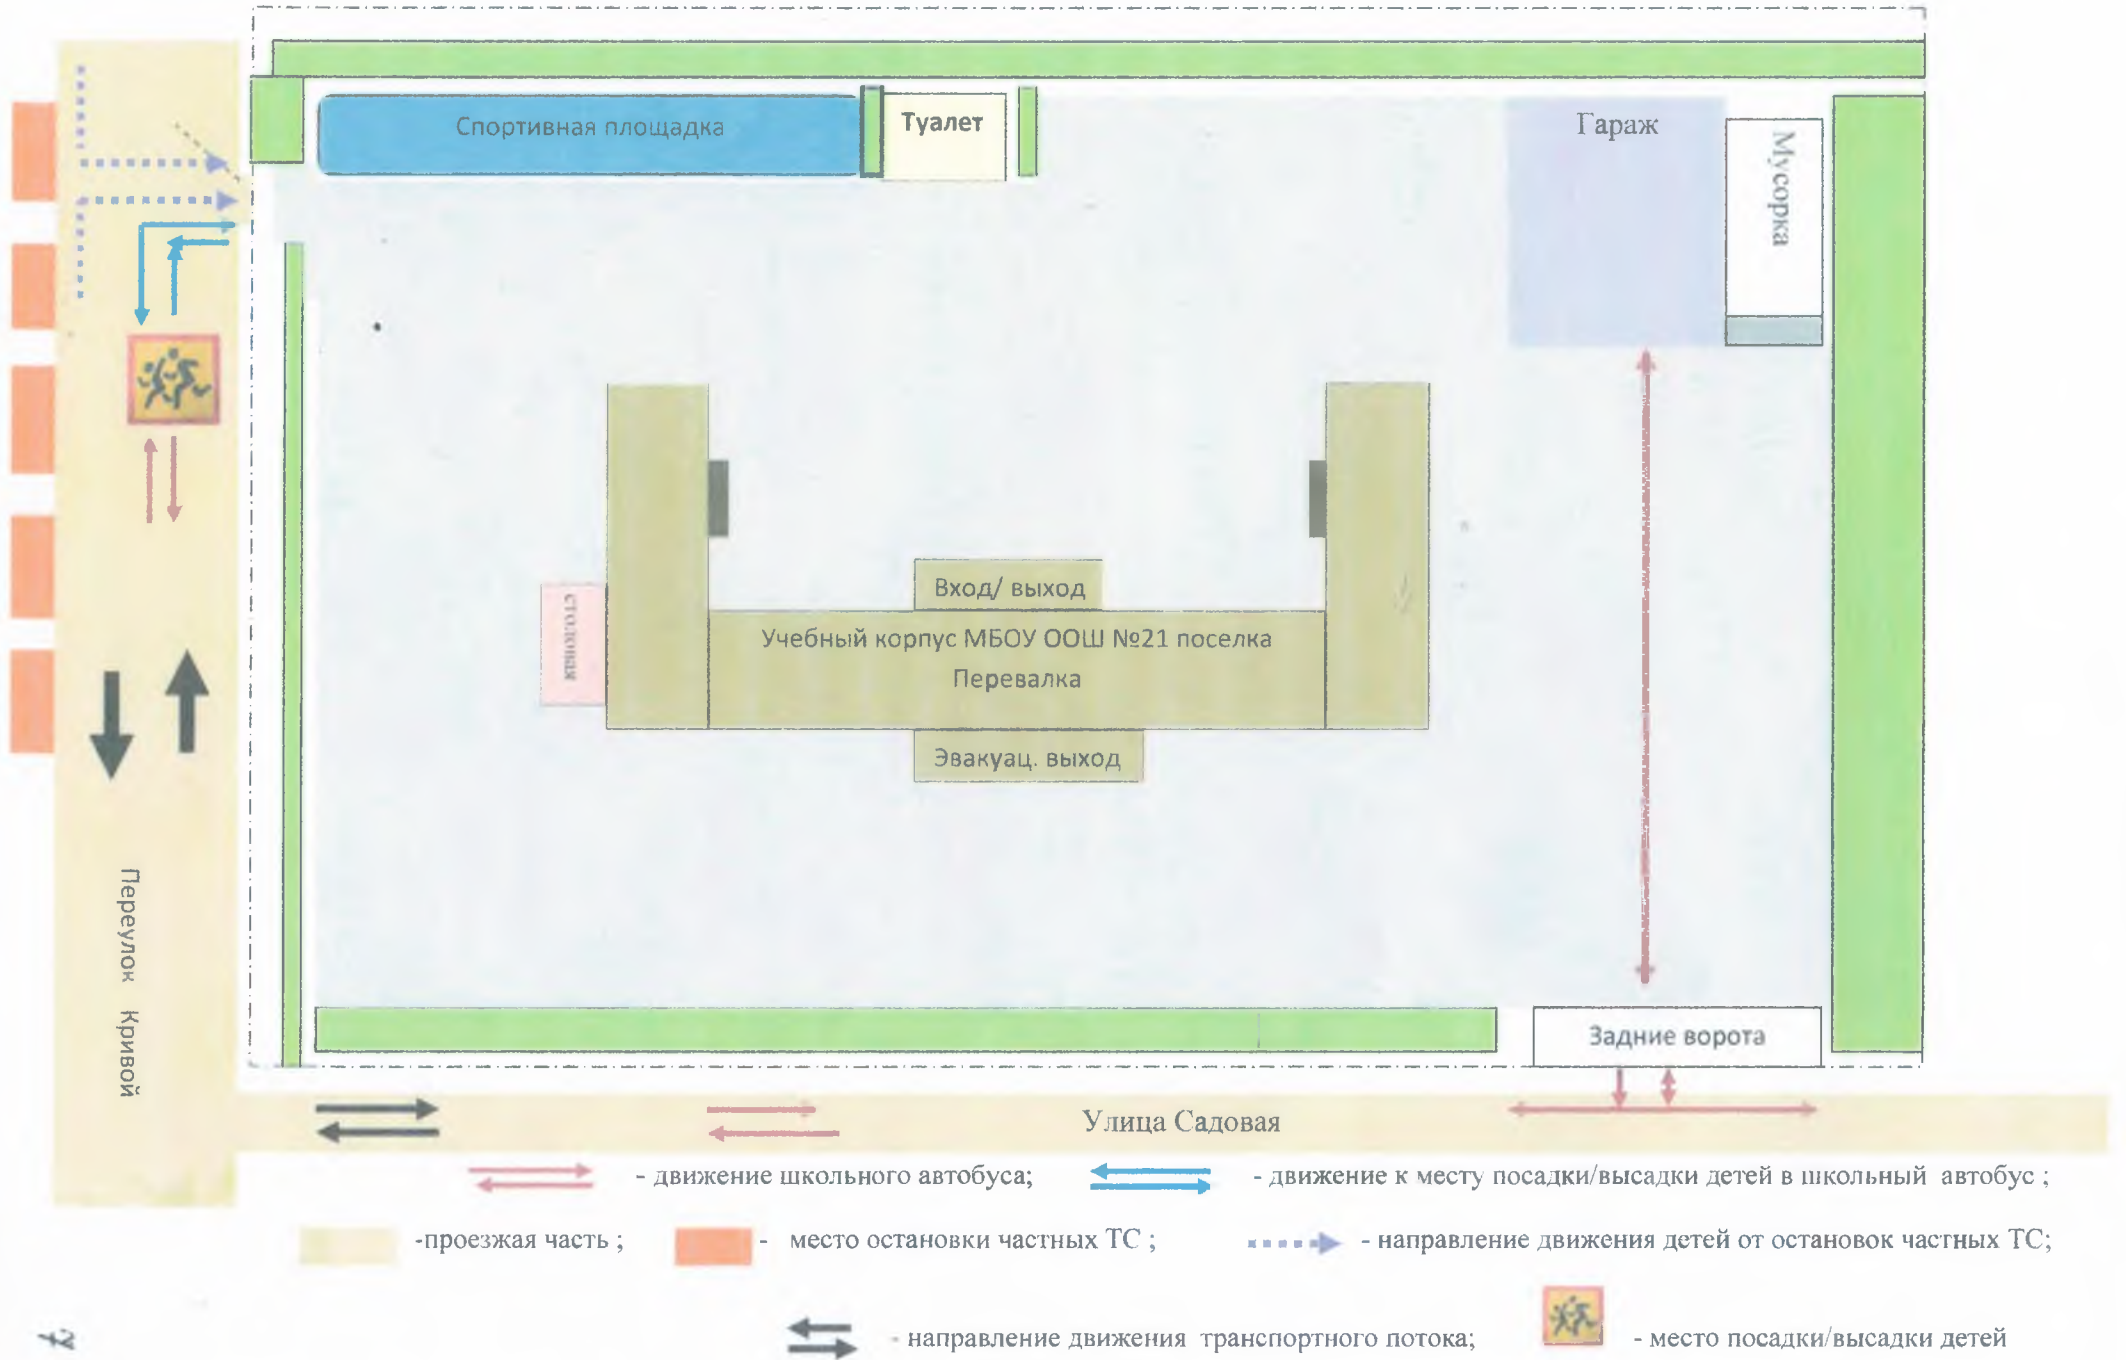 Спортивная площадка
Туалет
Гараж
Мусорка
Вход/ выход
столовая
Учебный корпус МБОУ ООШ №21 поселка
Перевалка
Эвакуац. выход
Переулок Кривой
Задние ворота
Улица Садовая
- движение школьного автобуса;
- движение к месту посадки/высадки детей в школьный автобус ;
-проезжая часть ;
- место остановки частных ТС ;
- направление движения детей от остановок частных ТС;
- направление движения транспортного потока;
- место посадки/высадки детей